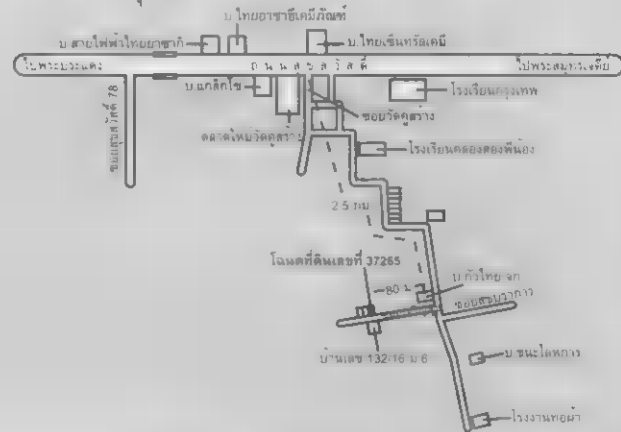 บ.ไทยอาซาฮีเคมีภัณฑ์
บ.สายไฟฟ้าไทยยาซากิ
บ.ไทยเซ็นทรัลเคมี
ไปพระประแดง
ถนนสุขสวัสดิ์
ไปพระสมุทรเจดีย์
บ.แกล็กโซ
ซอยวัดคู่สร้าง
โรงเรียนกรุงเทพ
ซอยสุขสวัสดิ์ 78
ตลาดใหม่วัดคู่สร้าง
โรงเรียนคลองสองพี่น้อง
2.5 กม
โฉนดที่ดินเลขที่ 37265
80 ม
บ.กัวไทย จก
บ้านเลข 132/16 ม 6
บ.ชนะโลหการ
โรงงานทอผ้า